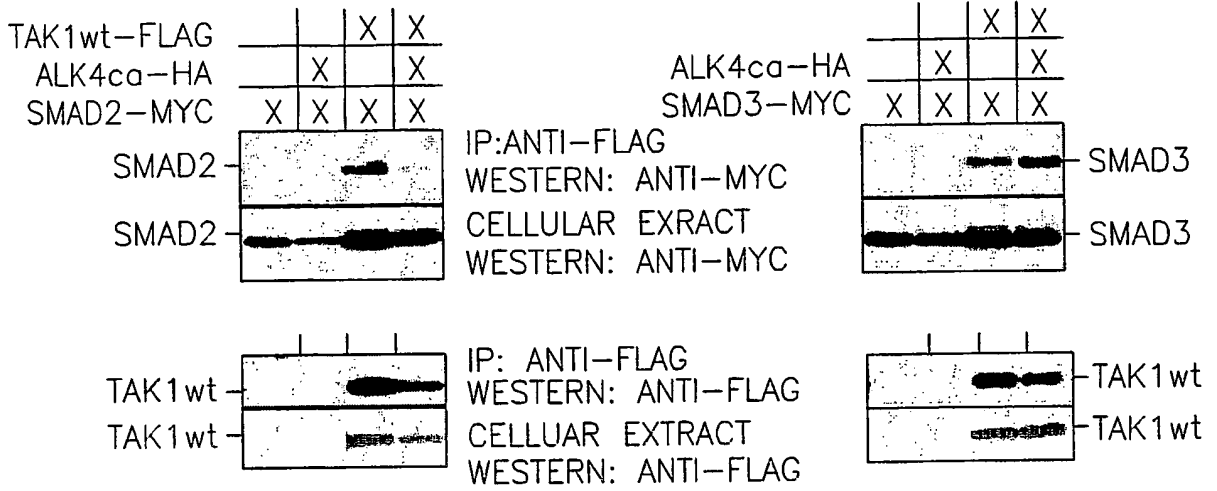 TAK1wt-FLAG X X
ALK4ca-HA X X
SMAD2-MYC X X X X
SMAD2
IP:ANTI-FLAG
WESTERN: ANTI-MYC
SMAD2
CELLULAR EXRACT
WESTERN: ANTI-MYC
X X
ALK4ca-HA X X
SMAD3-MYC X X X X
SMAD3
SMAD3
TAK1wt
IP: ANTI-FLAG
WESTERN: ANTI-FLAG
TAK1wt
CELLUAR EXTRACT
WESTERN: ANTI-FLAG
TAK1wt
TAK1wt